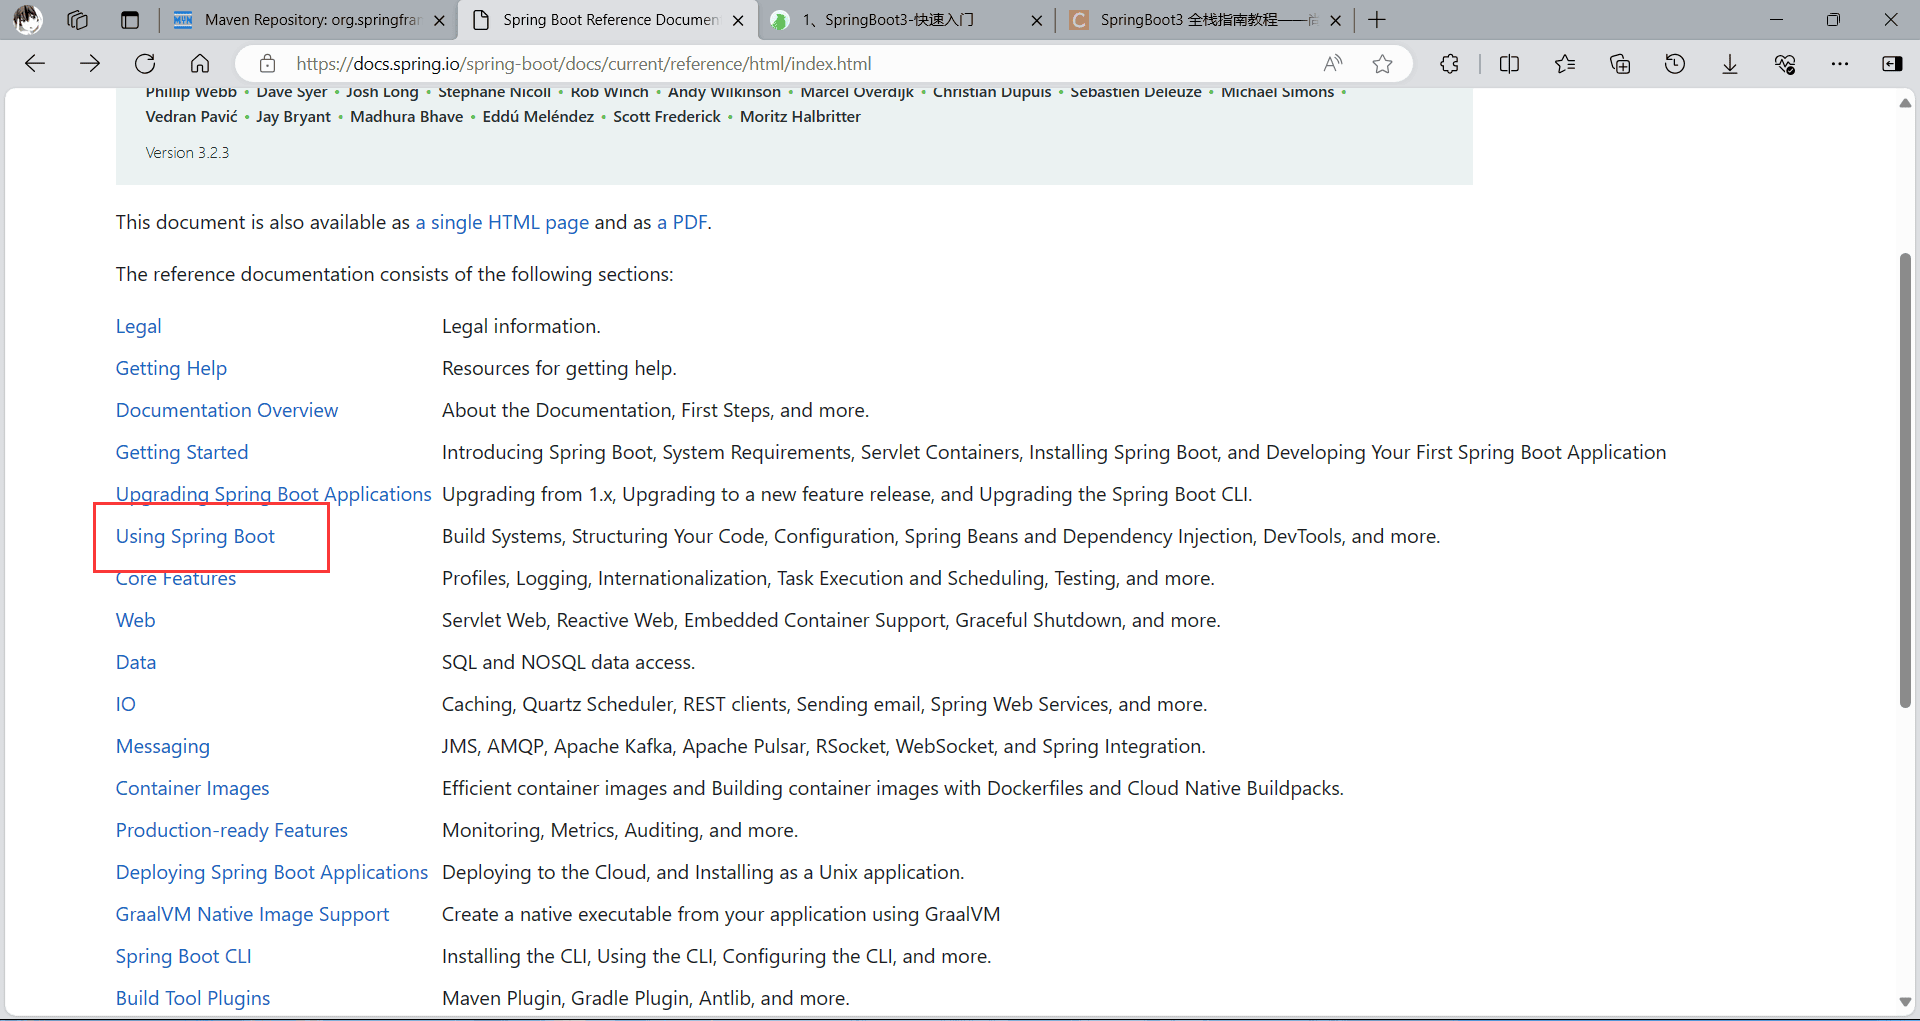 Maven Repository: org.springfra
Spring Boot Reference Documen
1、SpringBoot3-快速入门
SpringBoot3 全栈指南教程——尚
https://docs.spring.io/spring-boot/docs/current/reference/html/index.html
Phillip Webb • Dave Syer • Josh Long • Stéphane Nicoll • Rob Winch • Andy Wilkinson • Marcel Overdijk • Christian Dupuis • Sébastien Deleuze • Michael Simons •
Vedran Pavić • Jay Bryant • Madhura Bhave • Eddú Meléndez • Scott Frederick • Moritz Halbritter
Version 3.2.3
This document is also available as a single HTML page and as a PDF.
The reference documentation consists of the following sections:
Legal Legal information.
Getting Help Resources for getting help.
Documentation Overview About the Documentation, First Steps, and more.
Getting Started Introducing Spring Boot, System Requirements, Servlet Containers, Installing Spring Boot, and Developing Your First Spring Boot Application
Upgrading Spring Boot Applications Upgrading from 1.x, Upgrading to a new feature release, and Upgrading the Spring Boot CLI.
Using Spring Boot Build Systems, Structuring Your Code, Configuration, Spring Beans and Dependency Injection, DevTools, and more.
Core Features Profiles, Logging, Internationalization, Task Execution and Scheduling, Testing, and more.
Web Servlet Web, Reactive Web, Embedded Container Support, Graceful Shutdown, and more.
Data SQL and NOSQL data access.
IO Caching, Quartz Scheduler, REST clients, Sending email, Spring Web Services, and more.
Messaging JMS, AMQP, Apache Kafka, Apache Pulsar, RSocket, WebSocket, and Spring Integration.
Container Images Efficient container images and Building container images with Dockerfiles and Cloud Native Buildpacks.
Production-ready Features Monitoring, Metrics, Auditing, and more.
Deploying Spring Boot Applications Deploying to the Cloud, and Installing as a Unix application.
GraalVM Native Image Support Create a native executable from your application using GraalVM
Spring Boot CLI Installing the CLI, Using the CLI, Configuring the CLI, and more.
Build Tool Plugins Maven Plugin, Gradle Plugin, Antlib, and more.